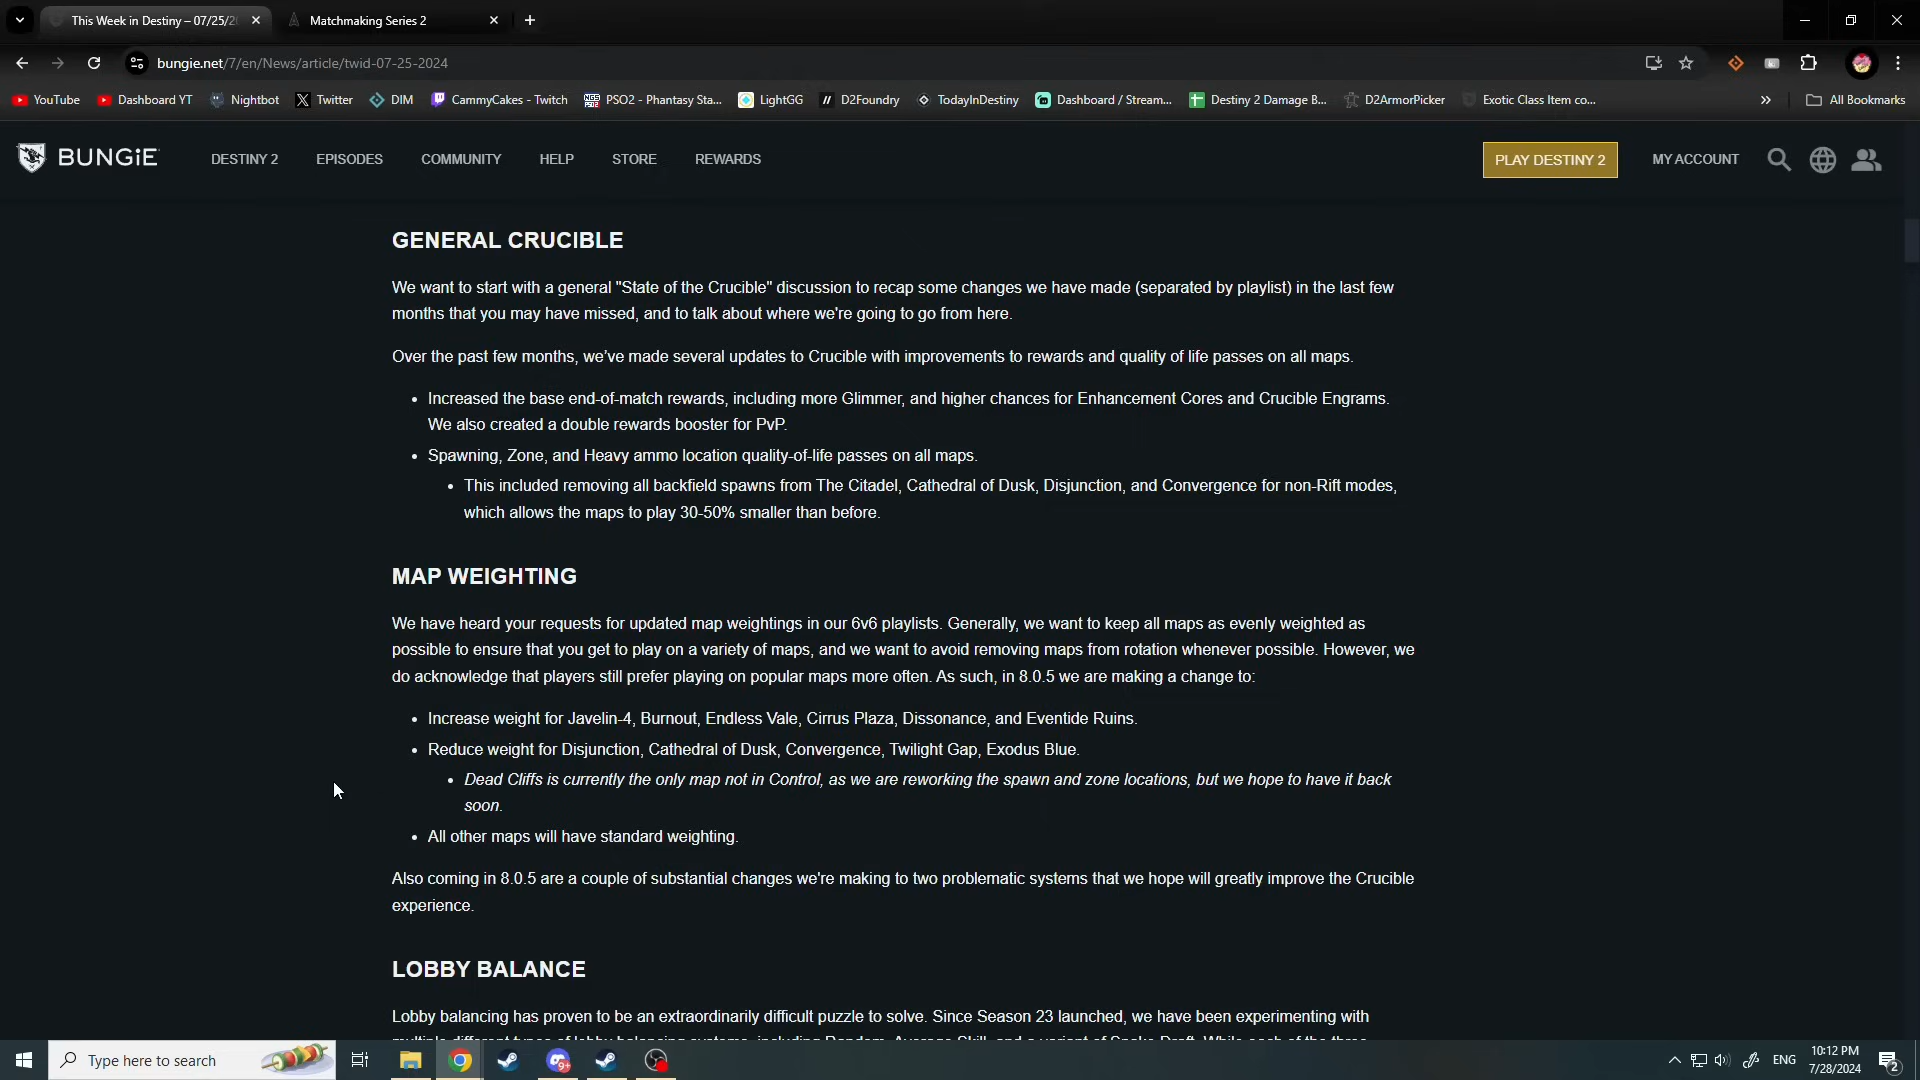 This Week in Destiny – 07/25/2
Matchmaking Series 2
bungie.net/7/en/News/article/twid-07-25-2024
YouTube Dashboard YT Nightbot Twitter DIM CammyCakes - Twitch PSO2 - Phantasy Sta... LightGG D2Foundry TodayInDestiny Dashboard / Stream... Destiny 2 Damage B... D2ArmorPicker Exotic Class Item co... » All Bookmarks
BUNGiE DESTINY 2 EPISODES COMMUNITY HELP STORE REWARDS PLAY DESTINY 2 MY ACCOUNT
GENERAL CRUCIBLE
We want to start with a general "State of the Crucible" discussion to recap some changes we have made (separated by playlist) in the last few
months that you may have missed, and to talk about where we're going to go from here.
Over the past few months, we’ve made several updates to Crucible with improvements to rewards and quality of life passes on all maps.
• Increased the base end-of-match rewards, including more Glimmer, and higher chances for Enhancement Cores and Crucible Engrams.
We also created a double rewards booster for PvP.
• Spawning, Zone, and Heavy ammo location quality-of-life passes on all maps.
• This included removing all backfield spawns from The Citadel, Cathedral of Dusk, Disjunction, and Convergence for non-Rift modes,
which allows the maps to play 30-50% smaller than before.
MAP WEIGHTING
We have heard your requests for updated map weightings in our 6v6 playlists. Generally, we want to keep all maps as evenly weighted as
possible to ensure that you get to play on a variety of maps, and we want to avoid removing maps from rotation whenever possible. However, we
do acknowledge that players still prefer playing on popular maps more often. As such, in 8.0.5 we are making a change to:
• Increase weight for Javelin-4, Burnout, Endless Vale, Cirrus Plaza, Dissonance, and Eventide Ruins.
• Reduce weight for Disjunction, Cathedral of Dusk, Convergence, Twilight Gap, Exodus Blue.
• Dead Cliffs is currently the only map not in Control, as we are reworking the spawn and zone locations, but we hope to have it back
soon.
• All other maps will have standard weighting.
Also coming in 8.0.5 are a couple of substantial changes we're making to two problematic systems that we hope will greatly improve the Crucible
experience.
LOBBY BALANCE
Lobby balancing has proven to be an extraordinarily difficult puzzle to solve. Since Season 23 launched, we have been experimenting with
Type here to search
9+
ENG
10:12 PM
7/28/2024
2